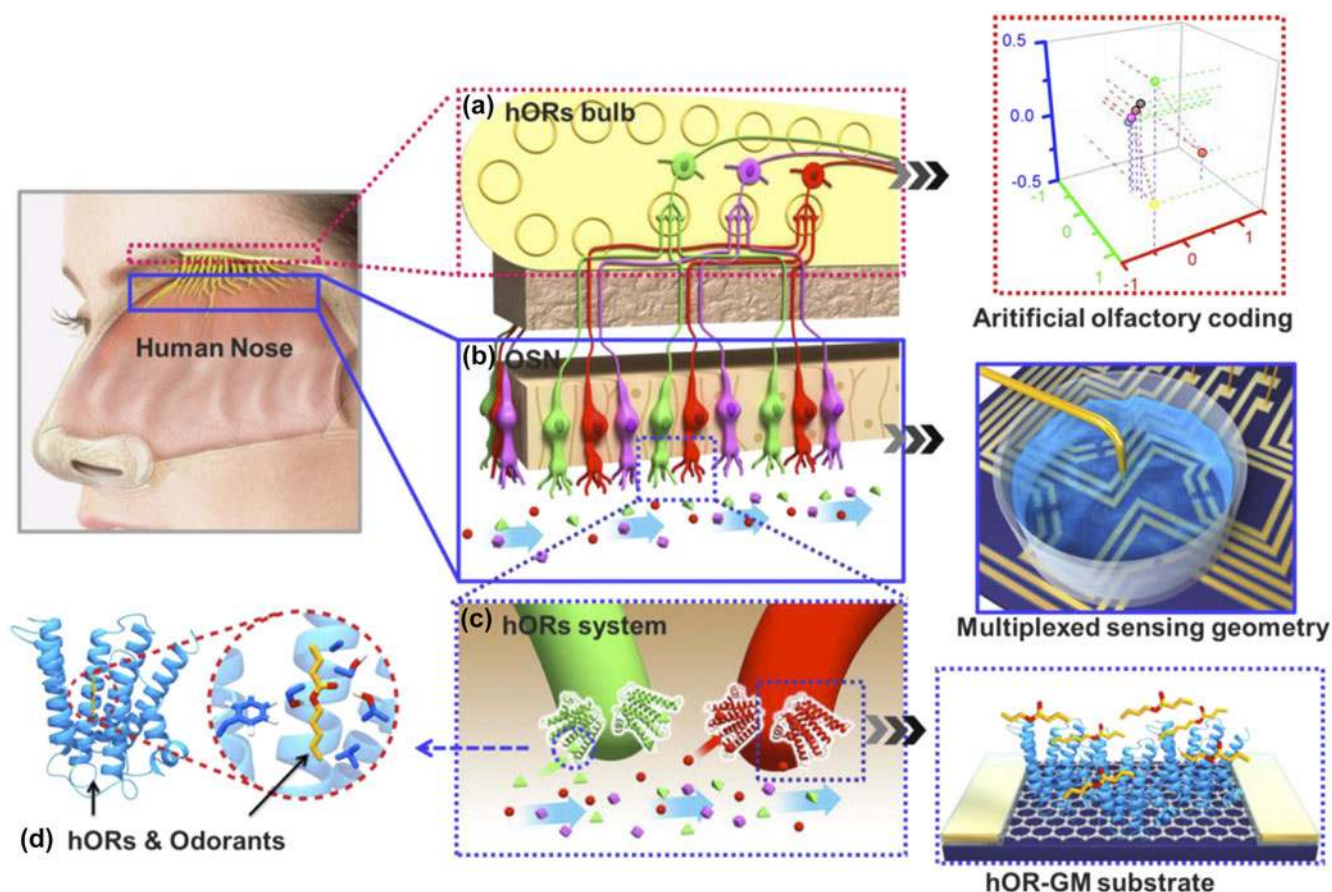 (a) hORs bulb
0.5
0.0
-0.5
-1
0
1
-1
0
1
Aritificial olfactory coding
Human Nose
(b) OSN
Multiplexed sensing geometry
(c) hORs system
(d) hORs & Odorants
hOR-GM substrate